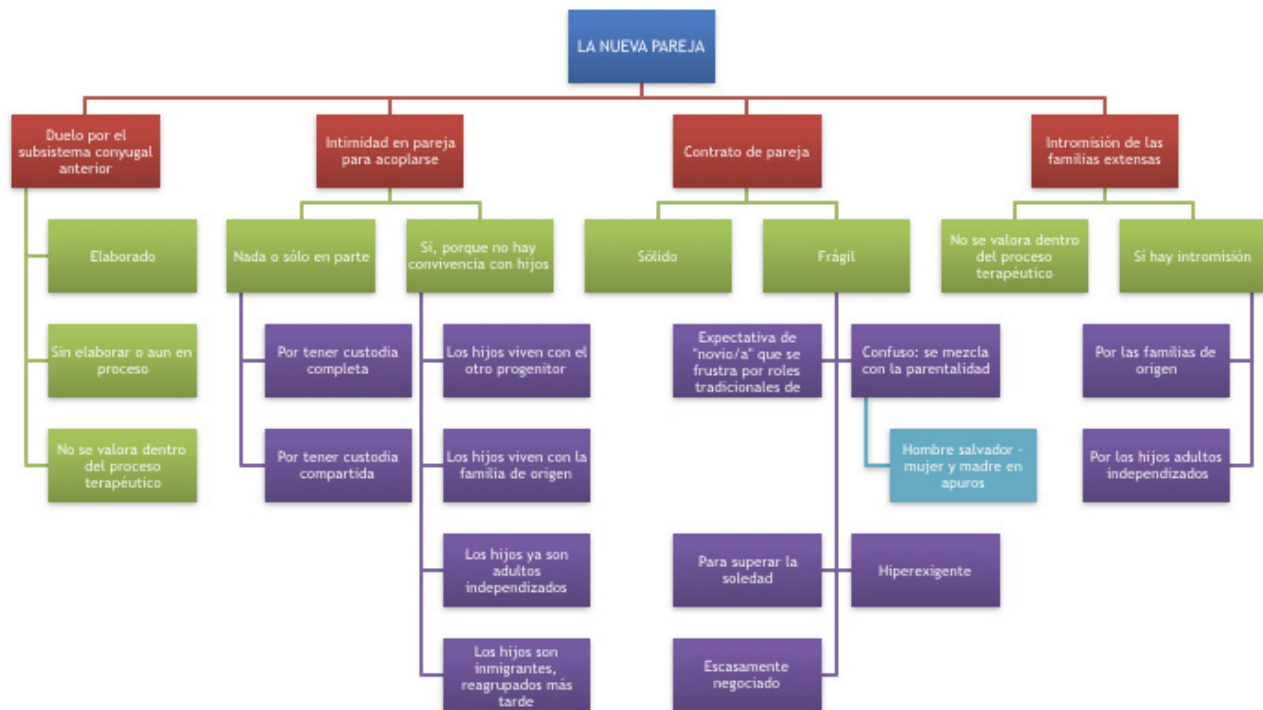 LA NUEVA PAREJA
Duelo por el
subsistema conyugal
anterior
Elaborado
Sin elaborar o aun en
proceso
No se valora dentro
del proceso
terapéutico
Intimidad en pareja
para acoplarse
Nada o sólo en parte
Por tener custodia
completa
Por tener custodia
compartida
Sí, porque no hay
convivencia con hijos
Los hijos viven con el
otro progenitor
Los hijos viven con la
familia de origen
Los hijos ya son
adultos
independizados
Los hijos son
inmigrantes,
reagrupados más
tarde
Contrato de pareja
Sólido
Frágil
Expectativa de
"novio/a" que se
frustra por roles
tradicionales de
Confuso: se mezcla
con la parentalidad
Hombre salvador -
mujer y madre en
apuros
Para superar la
soledad
Hiperexigente
Escasamente
negociado
Intromisión de las
familias extensas
No se valora dentro
del proceso
terapéutico
Sí hay intromisión
Por las familias de
origen
Por los hijos adultos
independizados